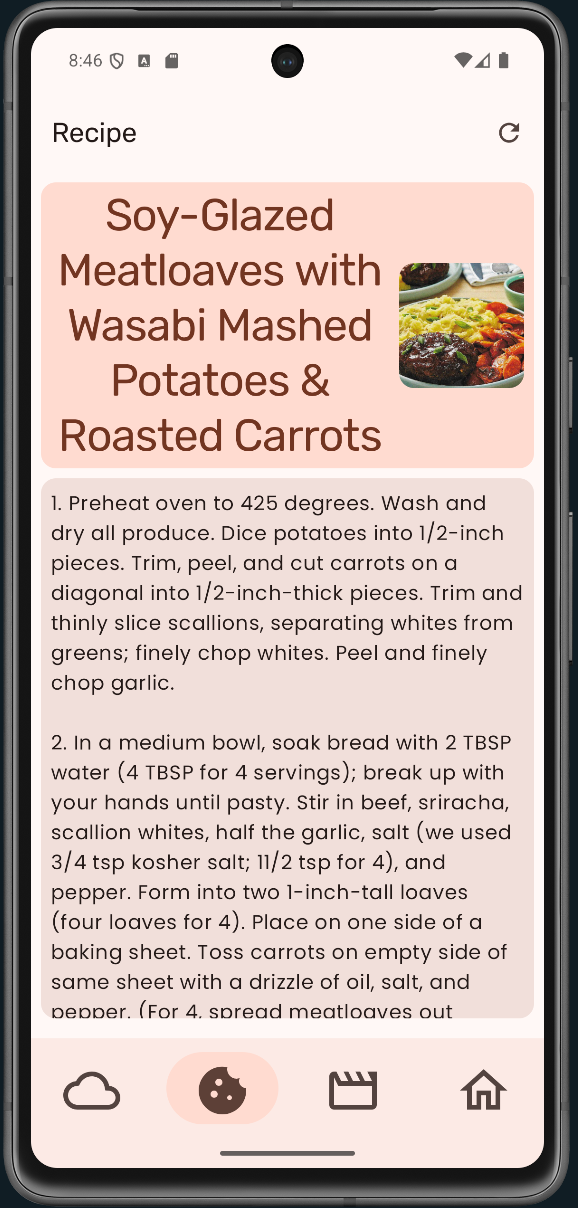 8:46
Recipe
Soy-Glazed
Meatloaves with
Wasabi Mashed
Potatoes &
Roasted Carrots
1. Preheat oven to 425 degrees. Wash and
dry all produce. Dice potatoes into 1/2-inch
pieces. Trim, peel, and cut carrots on a
diagonal into 1/2-inch-thick pieces. Trim and
thinly slice scallions, separating whites from
greens; finely chop whites. Peel and finely
chop garlic.
2. In a medium bowl, soak bread with 2 TBSP
water (4 TBSP for 4 servings); break up with
your hands until pasty. Stir in beef, sriracha,
scallion whites, half the garlic, salt (we used
3/4 tsp kosher salt; 11/2 tsp for 4), and
pepper. Form into two 1-inch-tall loaves
(four loaves for 4). Place on one side of a
baking sheet. Toss carrots on empty side of
same sheet with a drizzle of oil, salt, and
pepper. (For 4, spread meatloaves out